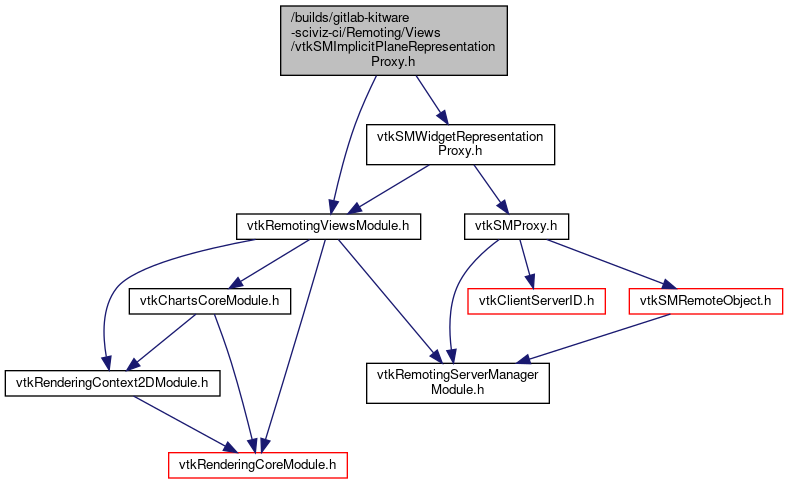 /builds/gitlab-kitware
-sciviz-ci/Remoting/Views
/vtkSMImplicitPlaneRepresentation
Proxy.h
vtkSMWidgetRepresentation
Proxy.h
vtkRemotingViewsModule.h
vtkSMProxy.h
vtkChartsCoreModule.h
vtkClientServerID.h
vtkSMRemoteObject.h
vtkRenderingContext2DModule.h
vtkRemotingServerManager
Module.h
vtkRenderingCoreModule.h